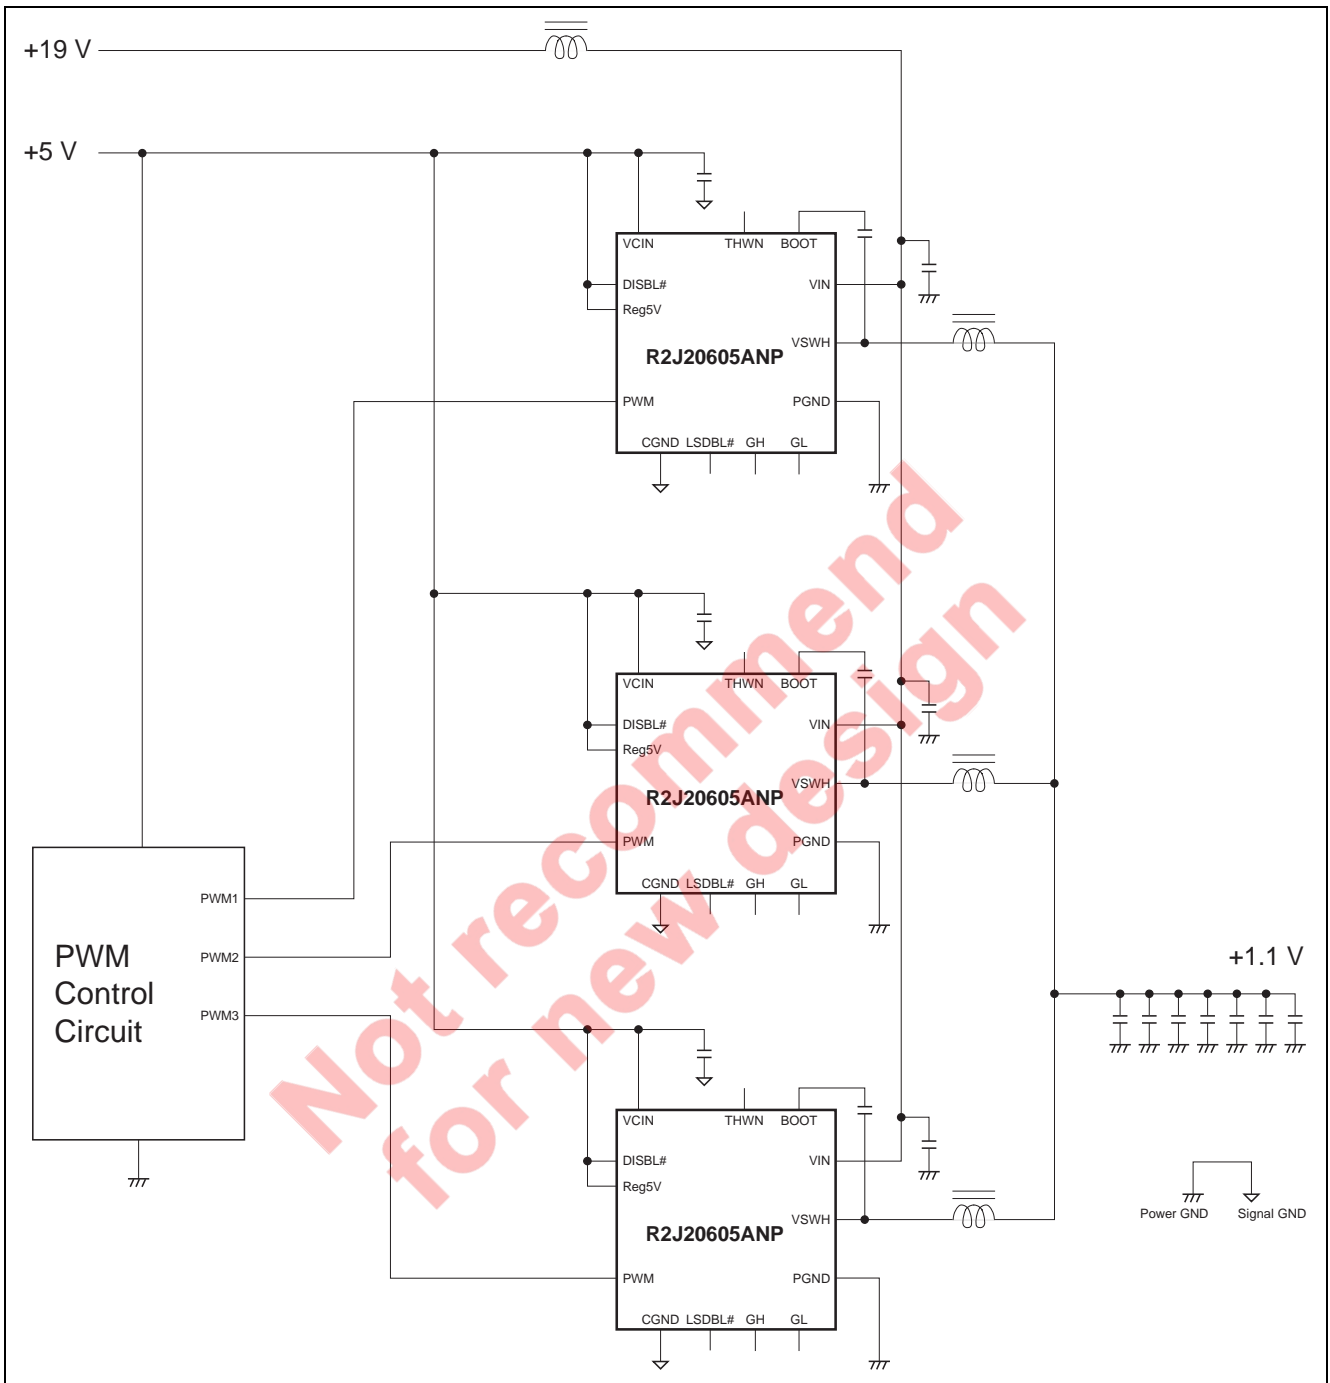 +19 V
+5 V
VCIN THWN BOOT
DISBL# VIN
Reg5V
VSWH
R2J20605ANP
PWM PGND
CGND LSDBL# GH GL
VCIN THWN BOOT
DISBL# VIN
Reg5V
VSWH
R2J20605ANP
PWM PGND
CGND LSDBL# GH GL
PWM1
PWM2
PWM3
PWM
Control
Circuit
+1.1 V
VCIN THWN BOOT
DISBL# VIN
Reg5V
VSWH
R2J20605ANP
PWM PGND
CGND LSDBL# GH GL
Power GND Signal GND
Not recommend
for new design